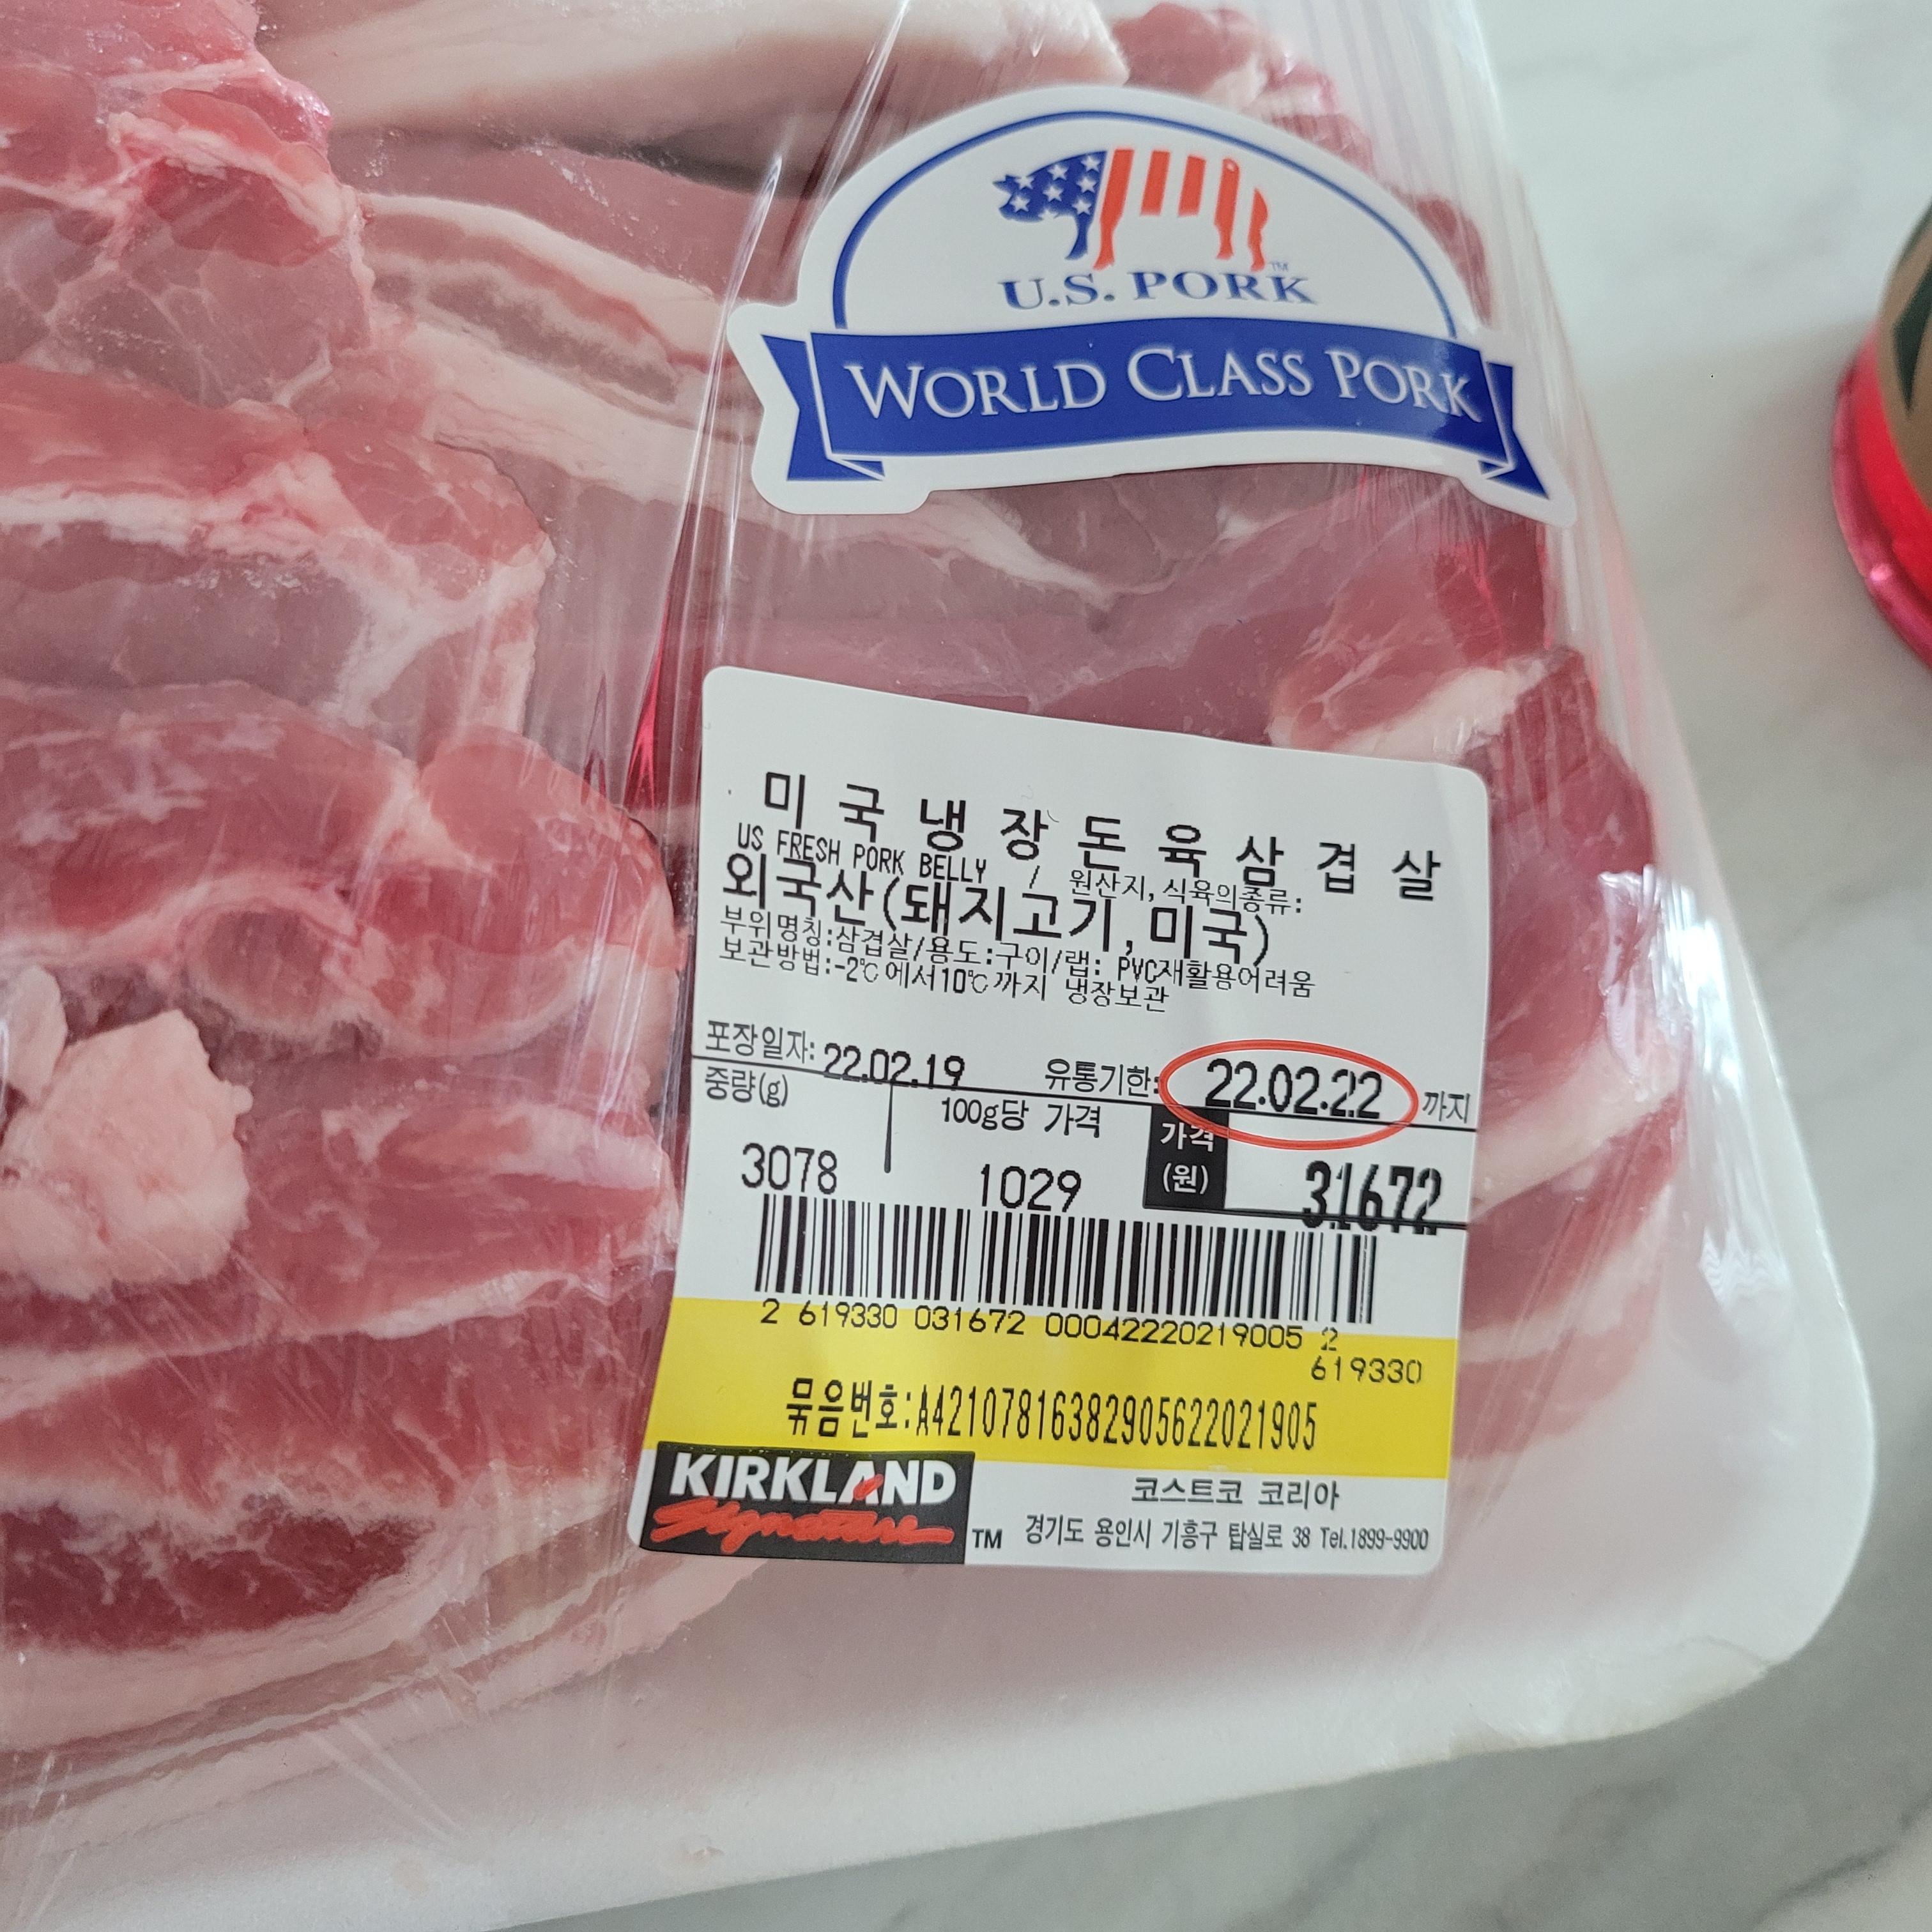 U.S. PORK™
WORLD CLASS PORK
미국냉장돈육삼겹살
US FRESH PORK BELLY / 원산지,식육의종류:
외국산(돼지고기,미국)
부위명칭:삼겹살/용도:구이/랩: PVC재활용어려움
보관방법:-2℃에서10℃까지 냉장보관
포장일자: 22.02.19 유통기한: 22.02.22 까지
중량(g) 100g당 가격 가격(원)
3078 1029 31672
2 619330 031672 00042220219005 2
619330
묶음번호:A42107816382905622021905
KIRKLAND
Signature™
코스트코 코리아
경기도 용인시 기흥구 탑실로 38 Tel.1899-9900